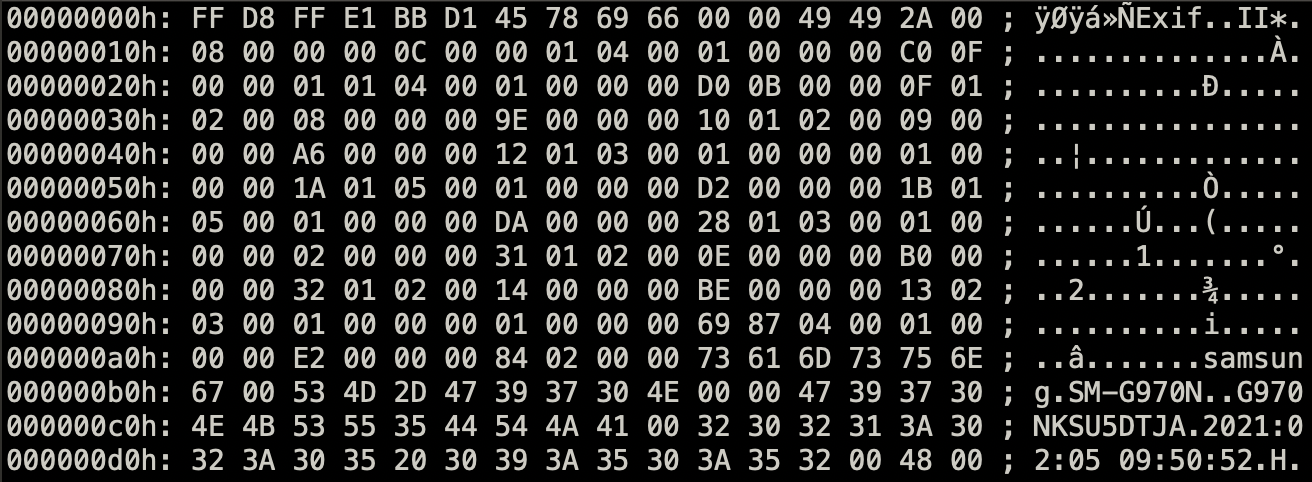 00000000h: FF D8 FF E1 BB D1 45 78 69 66 00 00 49 49 2A 00 ; ÿØÿá»ÑExif..II*.
00000010h: 08 00 00 00 0C 00 00 01 04 00 01 00 00 00 C0 0F ; ..............À.
00000020h: 00 00 01 01 04 00 01 00 00 00 D0 0B 00 00 0F 01 ; ..........Ð.....
00000030h: 02 00 08 00 00 00 9E 00 00 00 10 01 02 00 09 00 ; ................
00000040h: 00 00 A6 00 00 00 12 01 03 00 01 00 00 00 01 00 ; ..¦.............
00000050h: 00 00 1A 01 05 00 01 00 00 00 D2 00 00 00 1B 01 ; ..........Ò.....
00000060h: 05 00 01 00 00 00 DA 00 00 00 28 01 03 00 01 00 ; ......Ú...(.....
00000070h: 00 00 02 00 00 00 31 01 02 00 0E 00 00 00 B0 00 ; ......1.......°.
00000080h: 00 00 32 01 02 00 14 00 00 00 BE 00 00 00 13 02 ; ..2.......¾.....
00000090h: 03 00 01 00 00 00 01 00 00 00 69 87 04 00 01 00 ; ..........i.....
000000a0h: 00 00 E2 00 00 00 84 02 00 00 73 61 6D 73 75 6E ; ..â.......samsun
000000b0h: 67 00 53 4D 2D 47 39 37 30 4E 00 00 47 39 37 30 ; g.SM-G970N..G970
000000c0h: 4E 4B 53 55 35 44 54 4A 41 00 32 30 32 31 3A 30 ; NKSU5DTJA.2021:0
000000d0h: 32 3A 30 35 20 30 39 3A 35 30 3A 35 32 00 48 00 ; 2:05 09:50:52.H.